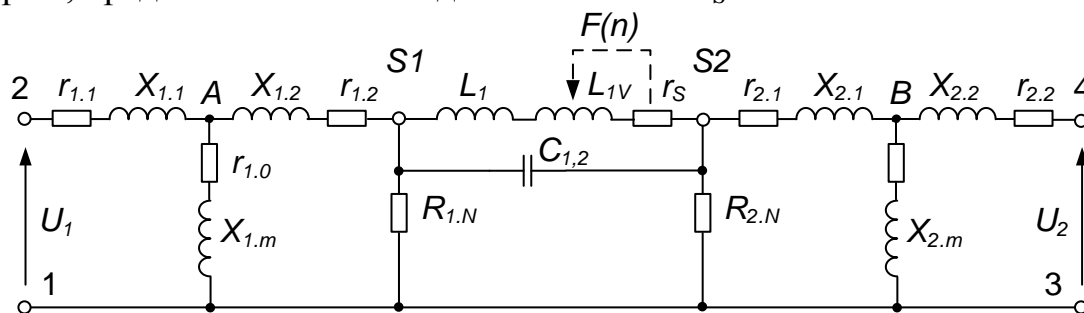 F(n)
S1 S2
2 r1.1 X1.1 A X1.2 r1.2 L1 L1V rS r2.1 X2.1 B X2.2 r2.2 4
C1,2
r1.0
R1.N R2.N
U1 X1.m X2.m U2
1 3